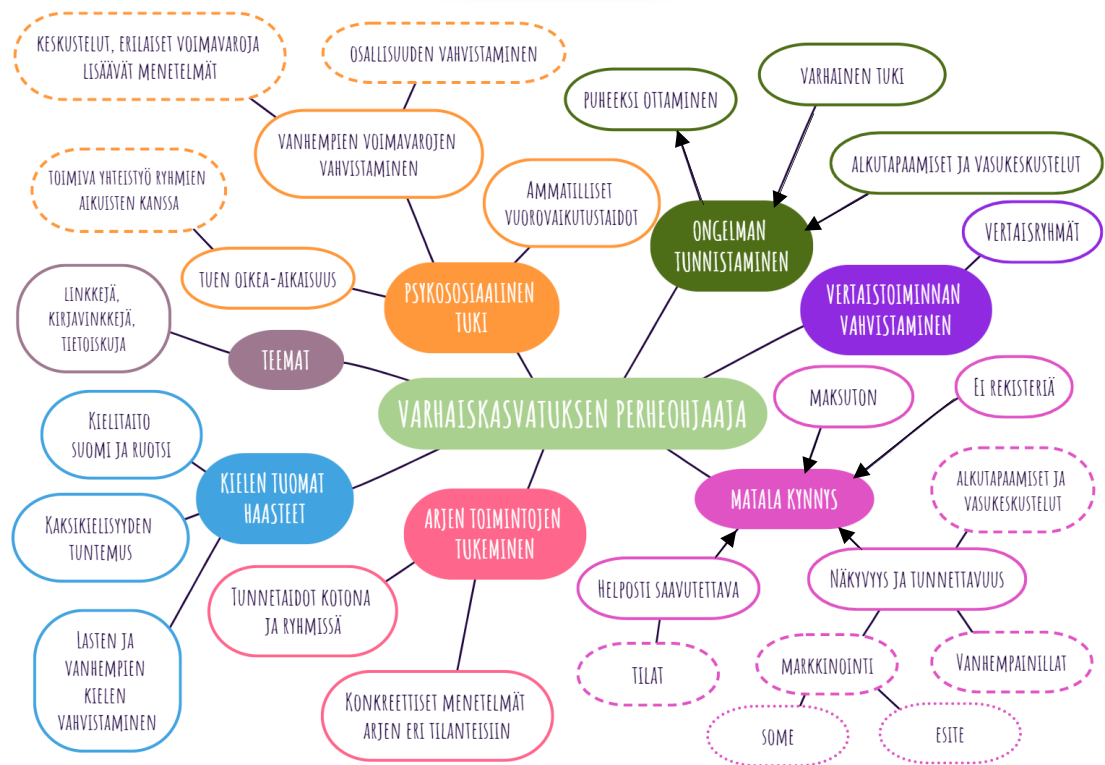 KESKUSTELUT, ERILAISET VOIMAVAROJA
LISÄÄVÄT MENETELMÄT
OSALLISUUDEN VAHVISTAMINEN
VANHEMPIEN VOIMAVAROJEN
VAHVISTAMINEN
TOIMIVA YHTEISTYÖ RYHMIEN
AIKUISTEN KANSSA
AMMATILLISET
VUOROVAIKUTUSTAIDOT
TUEN OIKEA-AIKAISUUS
PSYKOSOSIAALINEN
TUKI
PUHEEKSI OTTAMINEN
VARHAINEN TUKI
ALKUTAPAAMISET JA VASUKESKUSTELUT
ONGELMAN
TUNNISTAMINEN
VERTAISRYHMÄT
VERTAISTOIMINNAN
VAHVISTAMINEN
LINKKEJÄ,
KIRJAVINKKEJÄ,
TIETOISKUJA
TEEMAT
VARHAISKASVATUKSEN PERHEOHJAAJA
MAKSUTON
EI REKISTERIÄ
KIELITAITO
SUOMI JA RUOTSI
KIELEN TUOMAT
HAASTEET
KAKSIKIELISYYDEN
TUNTEMUS
LASTEN JA
VANHEMPIEN
KIELEN
VAHVISTAMINEN
ARJEN TOIMINTOJEN
TUKEMINEN
TUNNETAIDOT KOTONA
JA RYHMISSÄ
KONKREETTISET MENETELMÄT
ARJEN ERI TILANTEISIIN
MATALA KYNNYS
ALKUTAPAAMISET JA
VASUKESKUSTELUT
HELPOSTI SAAVUTETTAVA
NÄKYVYYS JA TUNNETTAVUUS
TILAT
MARKKINOINTI
VANHEMPAINILLAT
SOME
ESITE